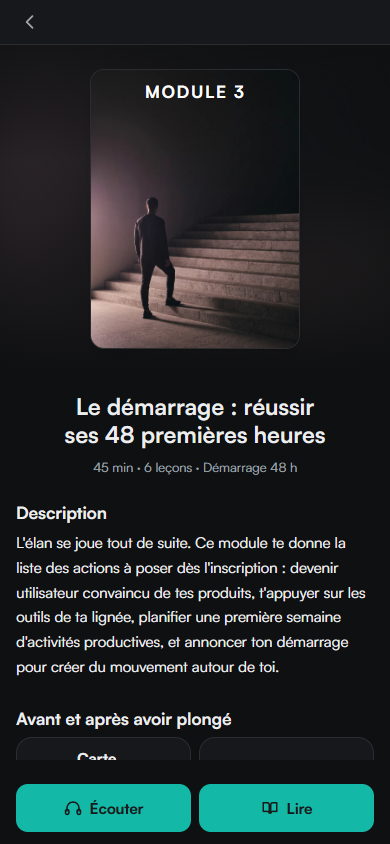 MODULE 3
Le démarrage : réussir
ses 48 premières heures
45 min · 6 leçons · Démarrage 48 h
Description
L'élan se joue tout de suite. Ce module te donne la
liste des actions à poser dès l'inscription : devenir
utilisateur convaincu de tes produits, t'appuyer sur les
outils de ta lignée, planifier une première semaine
d'activités productives, et annoncer ton démarrage
pour créer du mouvement autour de toi.
Avant et après avoir plongé
Carte
Écouter
Lire